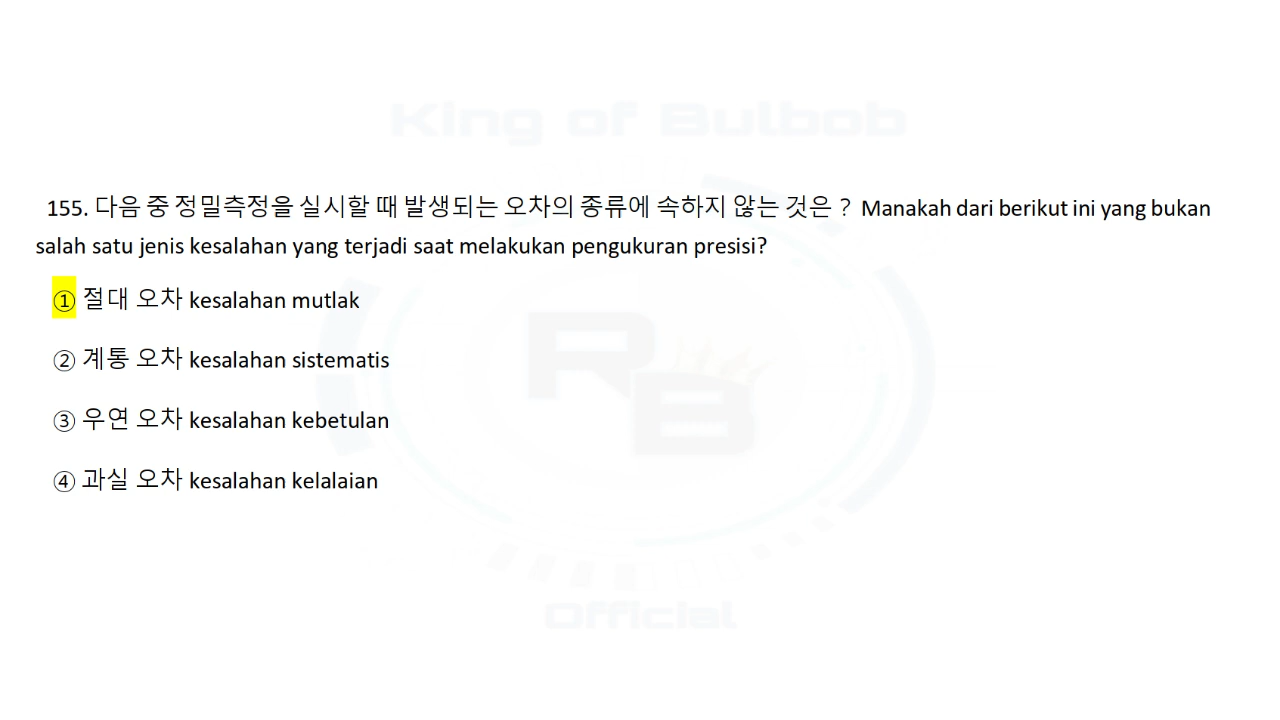 King of Bulbob
155. 다음 중 정밀측정을 실시할 때 발생되는 오차의 종류에 속하지 않는 것은 ? Manakah dari berikut ini yang bukan
salah satu jenis kesalahan yang terjadi saat melakukan pengukuran presisi?
① 절대 오차 kesalahan mutlak
② 계통 오차 kesalahan sistematis
③ 우연 오차 kesalahan kebetulan
④ 과실 오차 kesalahan kelalaian
RB
Official